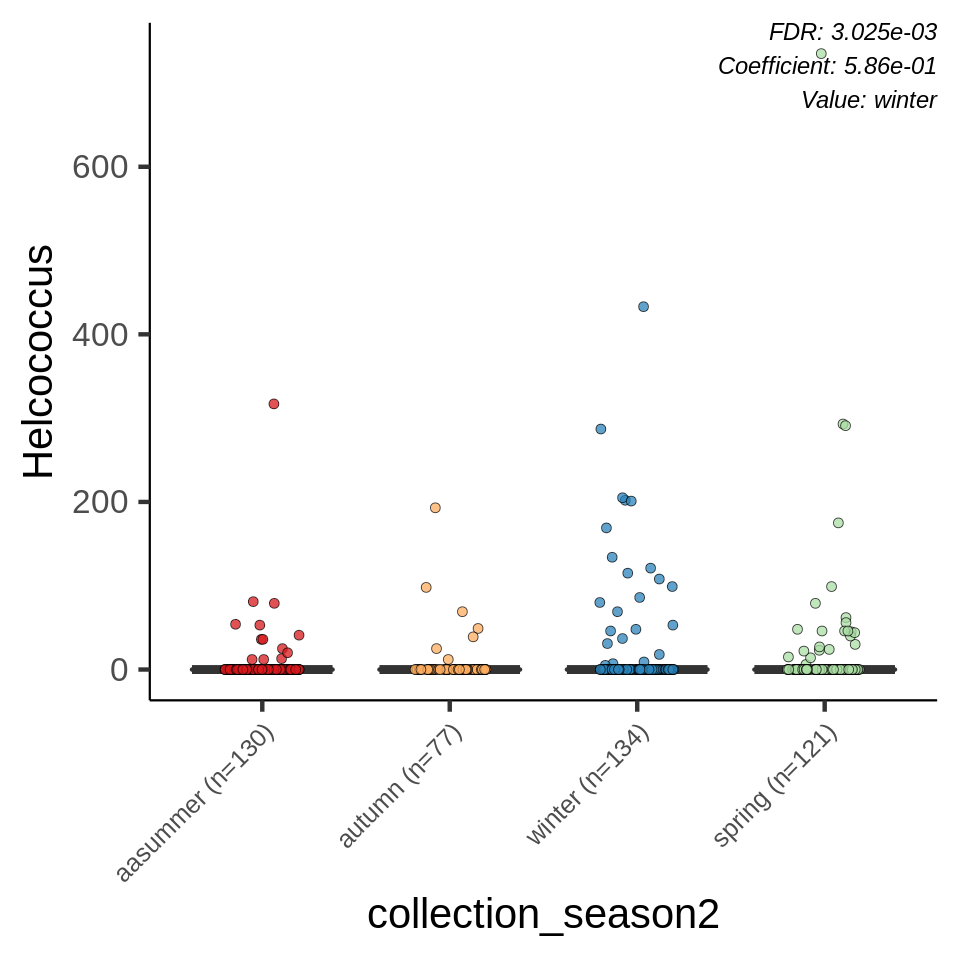 FDR: 3.025e-03
Coefficient: 5.86e-01
Value: winter
600
400
200
0
Helcococcus
aasummer (n=130)
autumn (n=77)
winter (n=134)
spring (n=121)
collection_season2